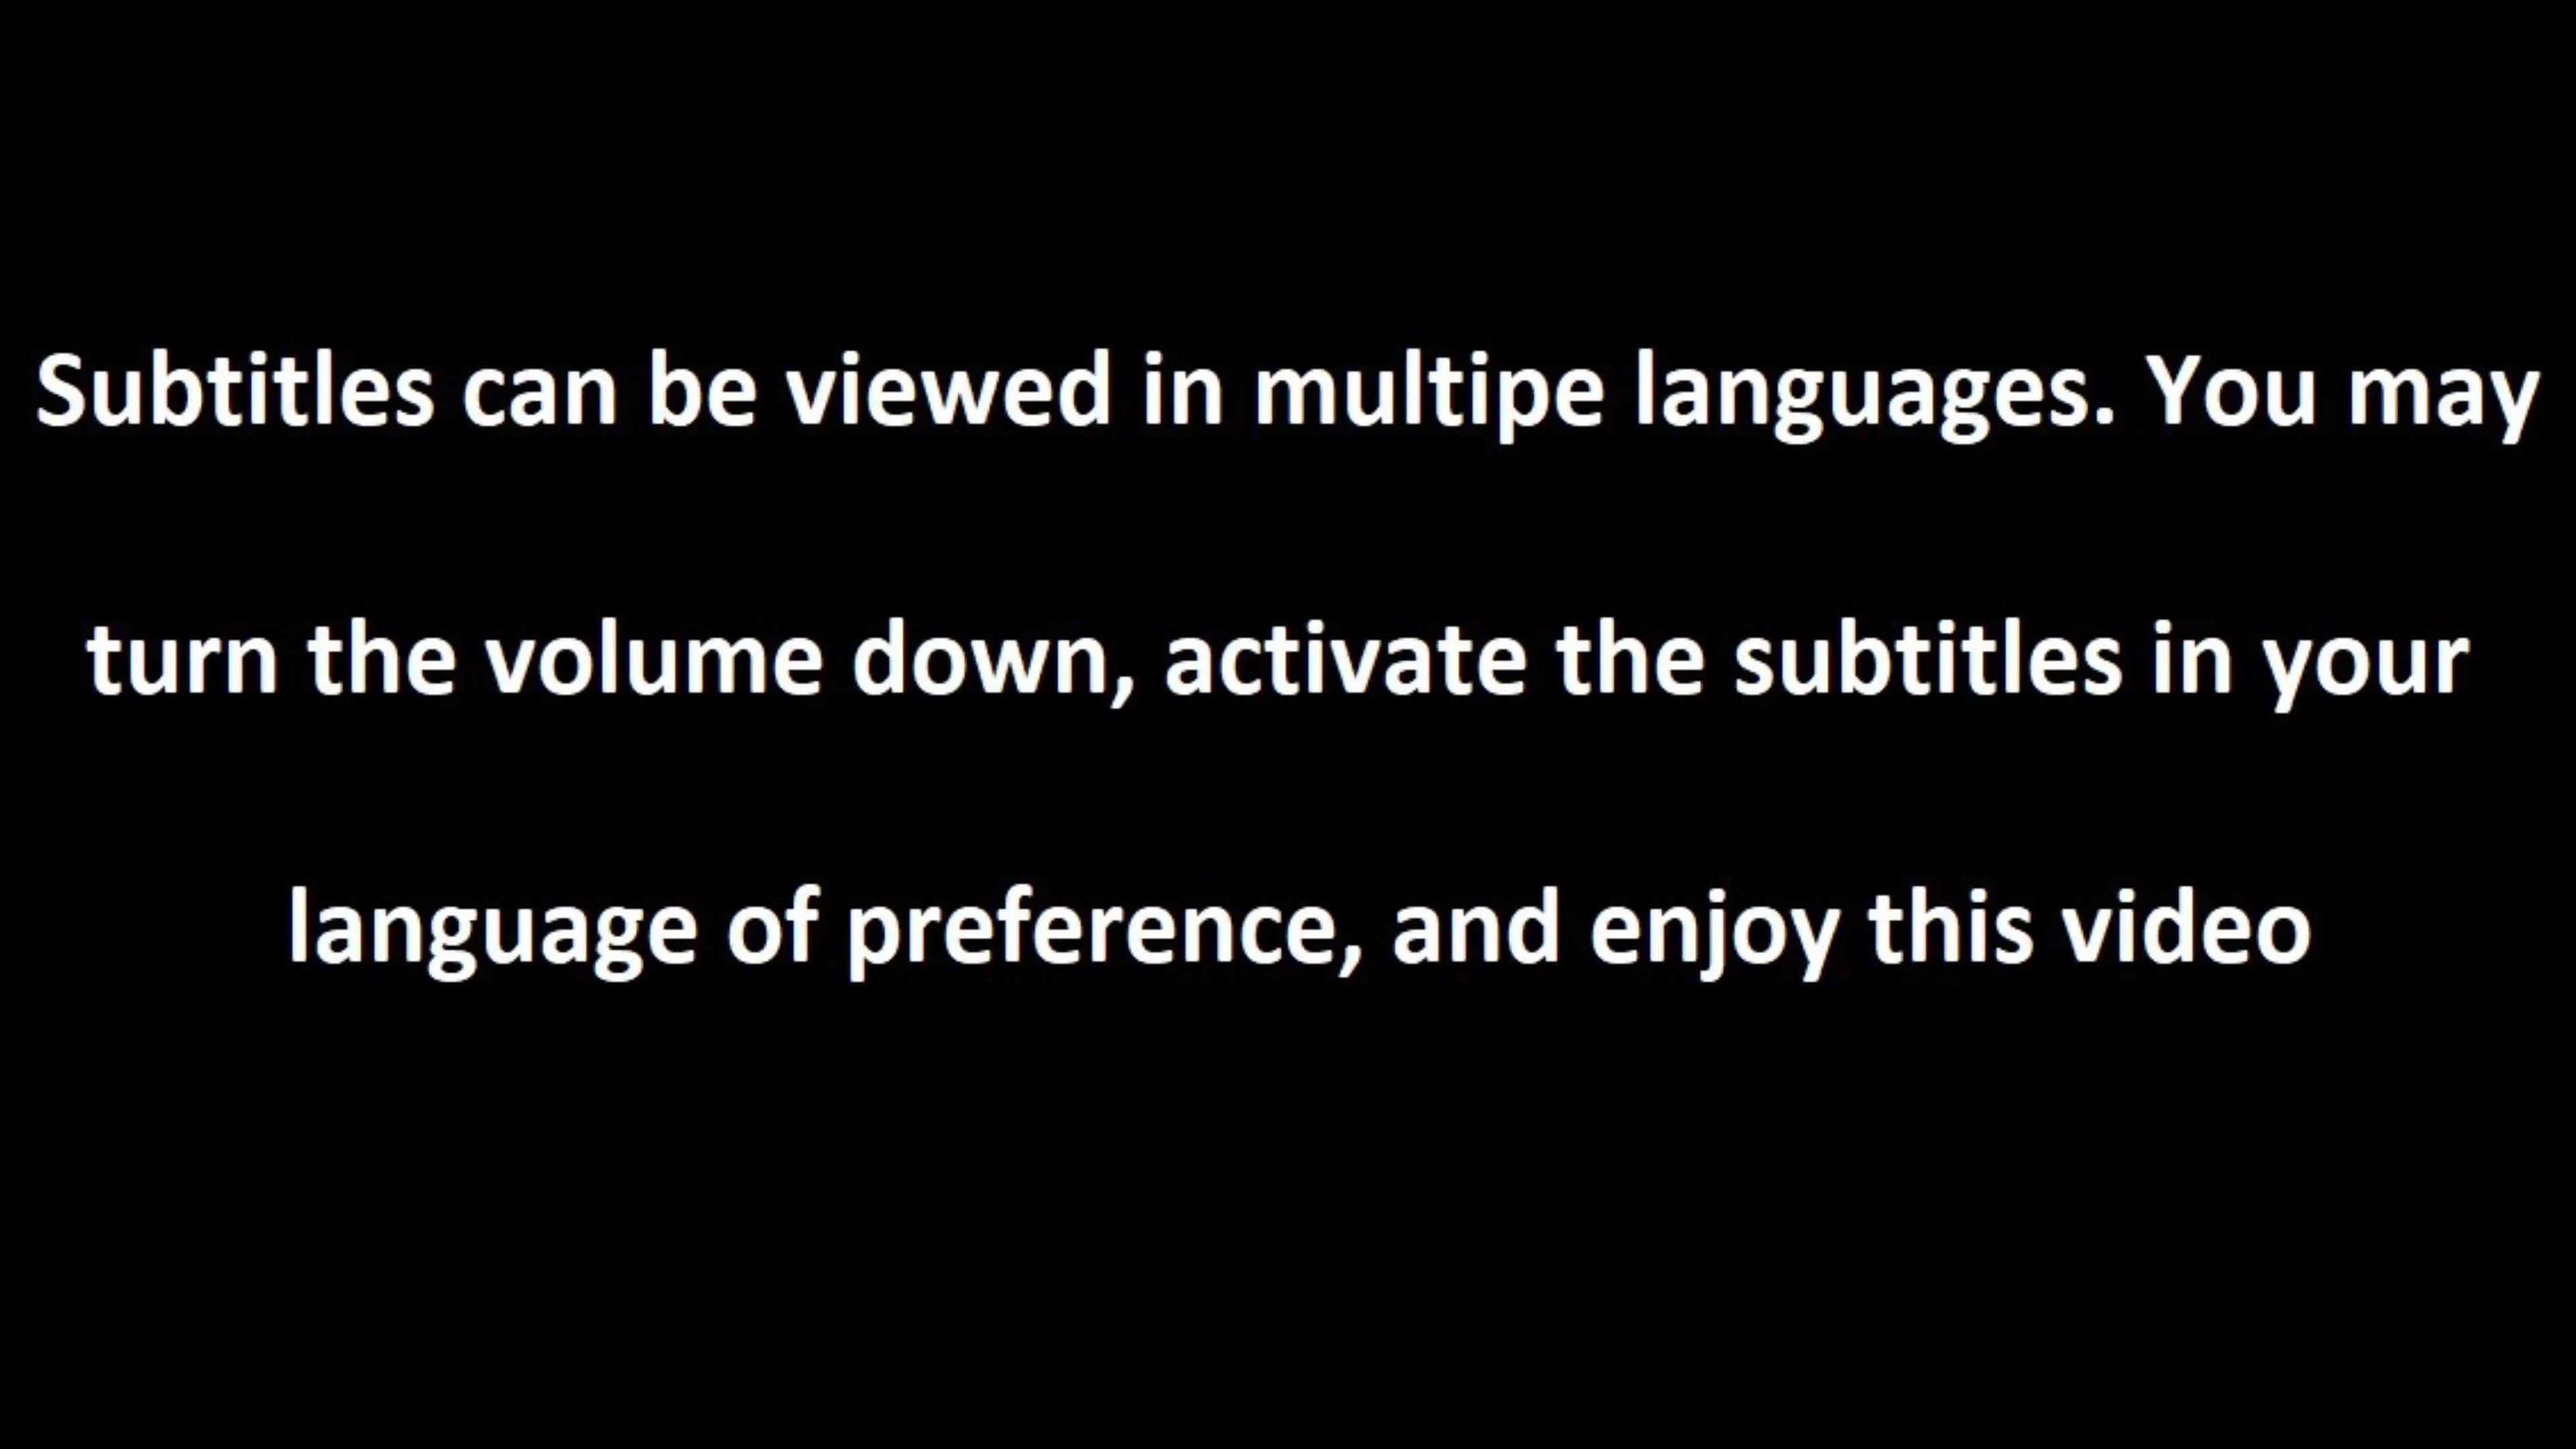 Subtitles can be viewed in multipe languages. You may
turn the volume down, activate the subtitles in your
language of preference, and enjoy this video